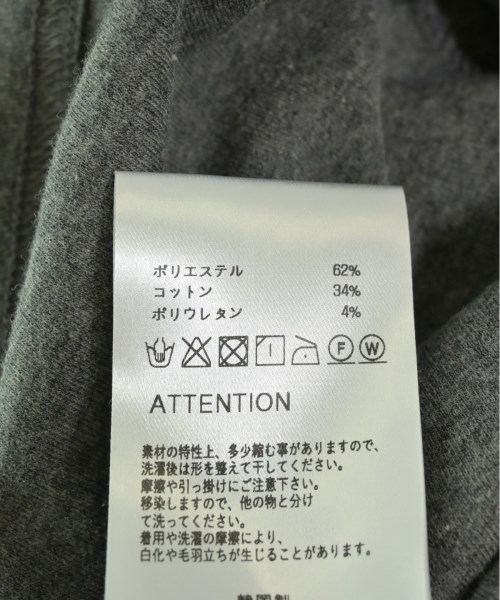 ポリエステル 62%
コットン 34%
ポリウレタン 4%
F W
ATTENTION
素材の特性上、多少縮む事がありますので、
洗濯後は形を整えて干してください。
摩擦や引っ掛けにご注意下さい。
移染しますので、他の物と分け
て洗ってください。
着用や洗濯の摩擦により、
白化や毛羽立ちが生じることがあります。